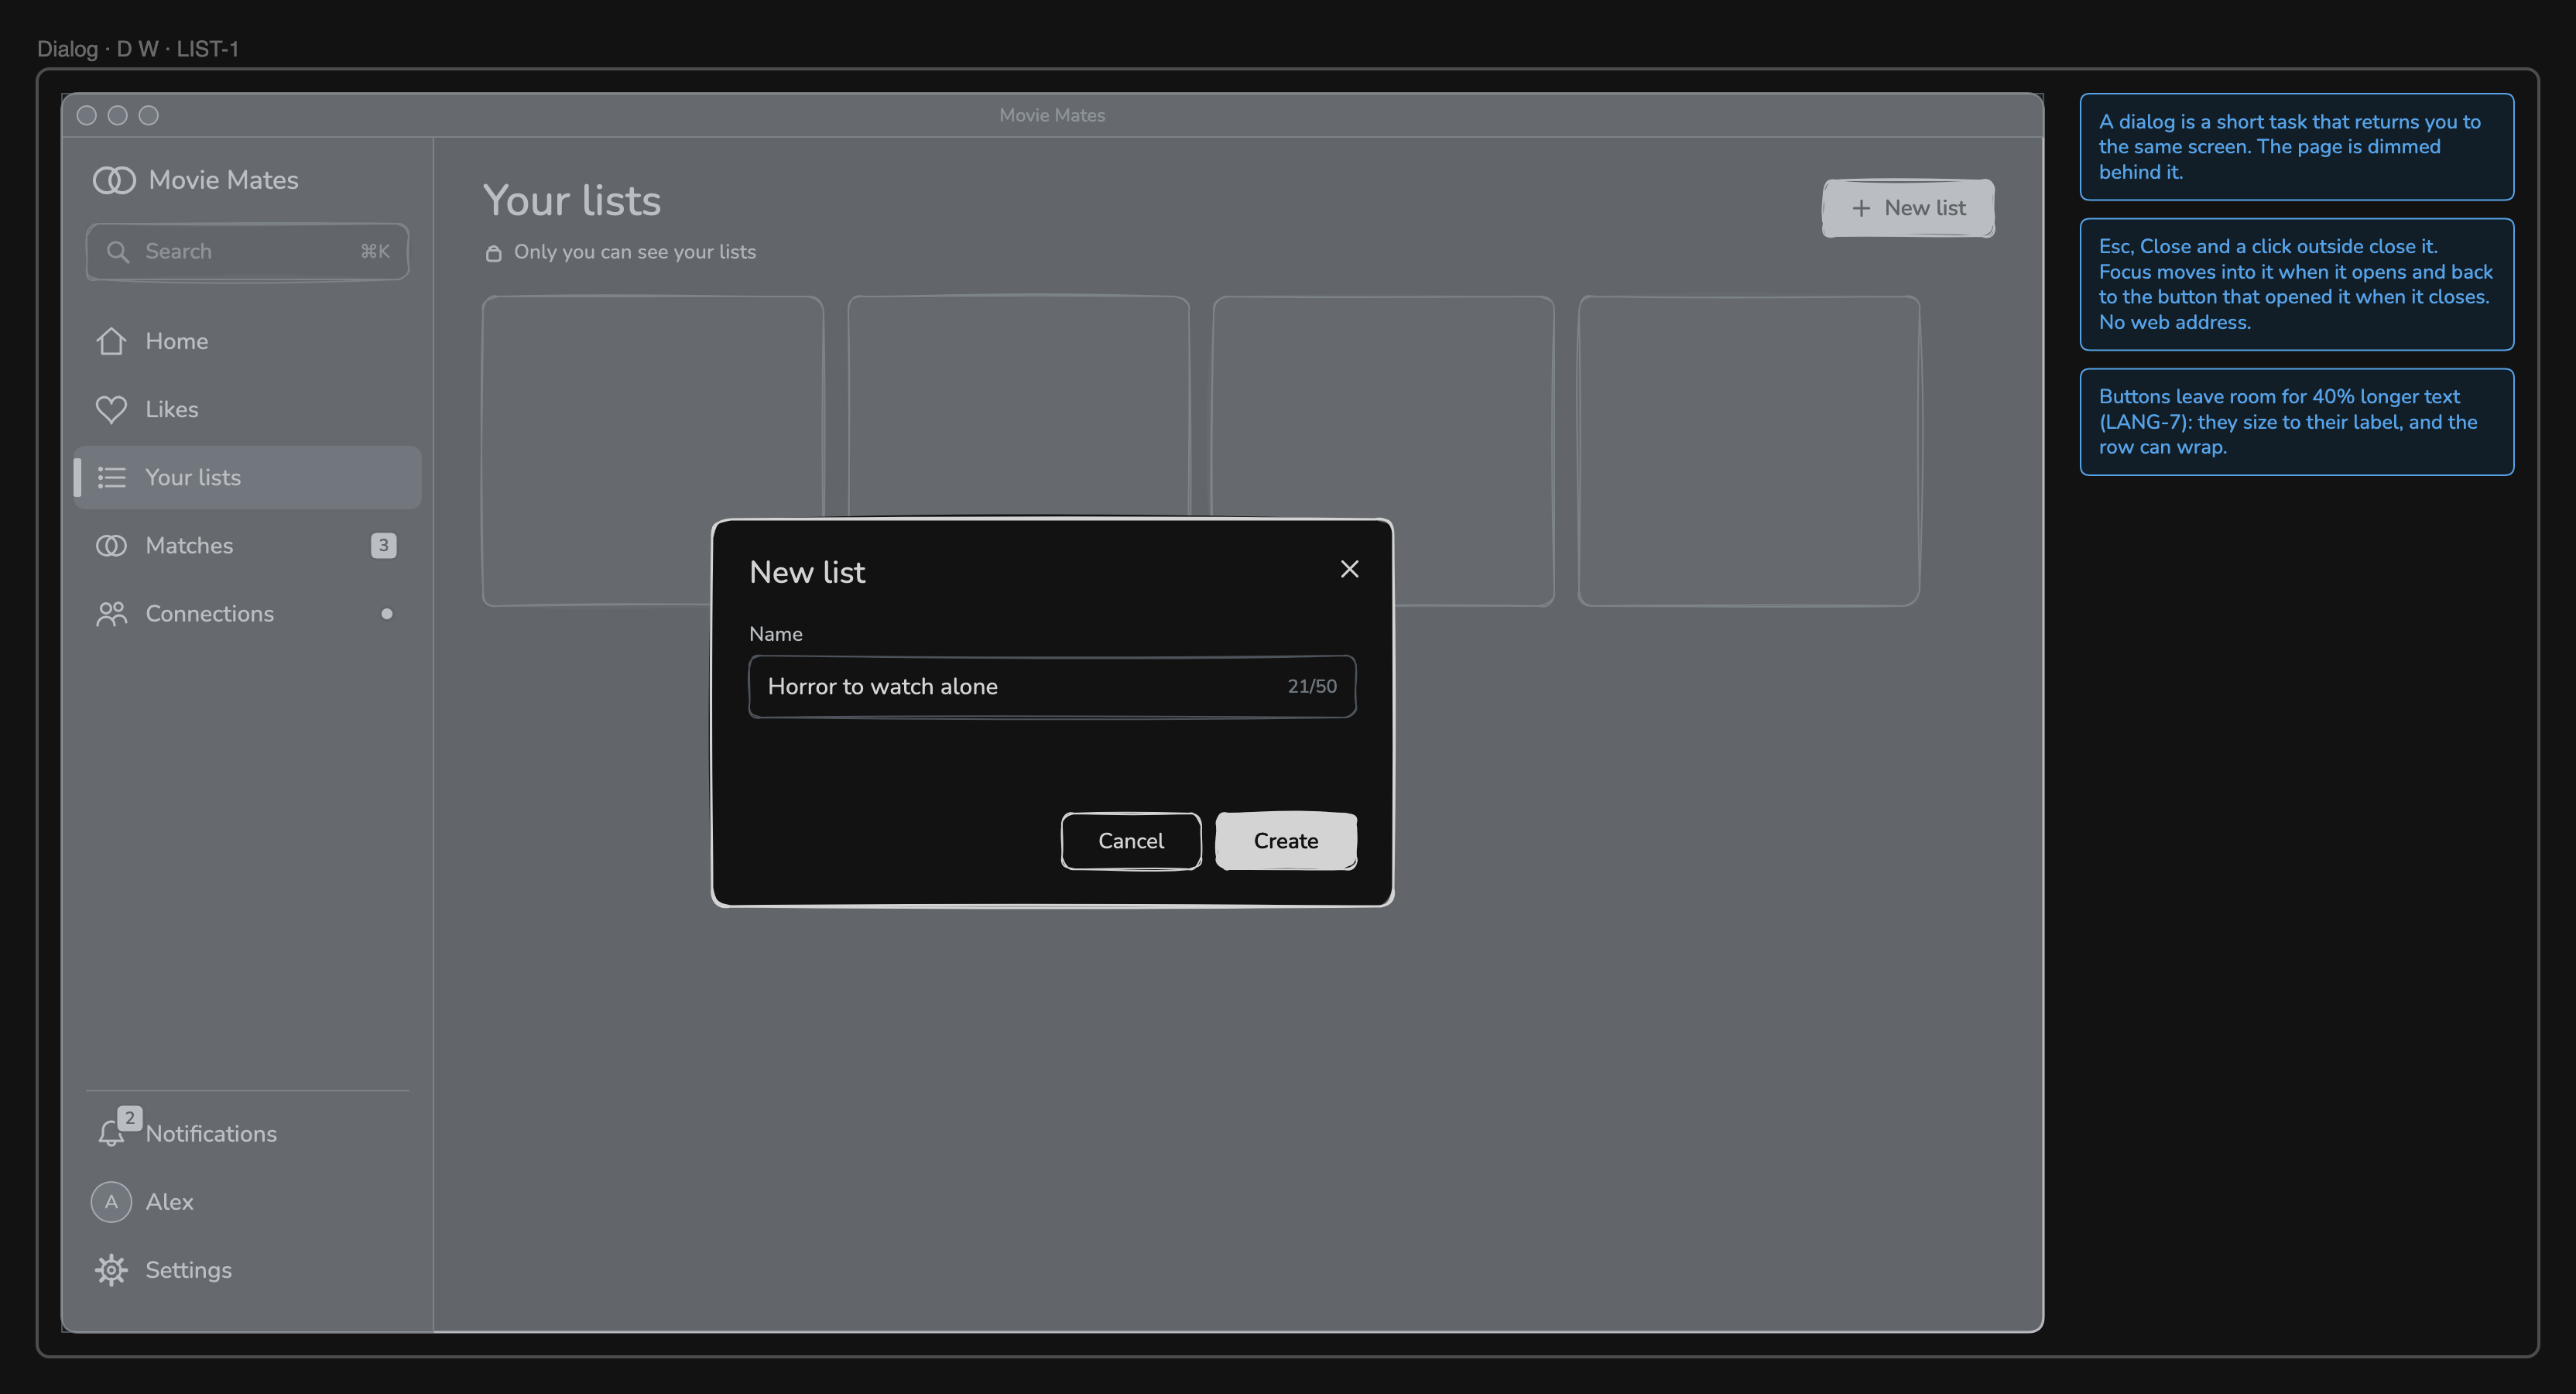 Dialog · D W · LIST-1
Movie Mates
Movie Mates
Search ⌘K
Home
Likes
Your lists
Matches 3
Connections
2
Notifications
A Alex
Settings
Your lists
Only you can see your lists
+ New list
New list
Name
Horror to watch alone 21/50
Cancel
Create
A dialog is a short task that returns you to
the same screen. The page is dimmed
behind it.
Esc, Close and a click outside close it.
Focus moves into it when it opens and back
to the button that opened it when it closes.
No web address.
Buttons leave room for 40% longer text
(LANG-7): they size to their label, and the
row can wrap.